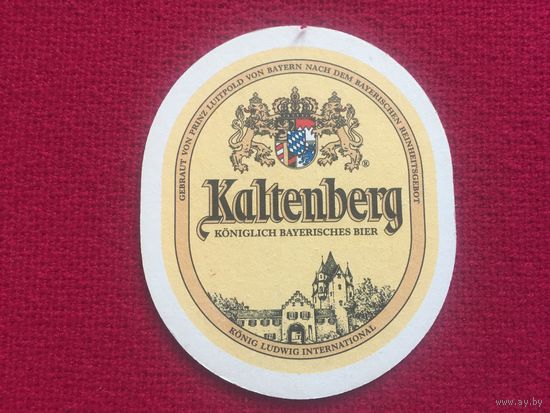 GEBRAUT VON PRINZ LUITPOLD VON BAYERN NACH DEM BAYERISCHEN REINHEITSGEBOT
®
Kaltenberg
KÖNIGLICH BAYERISCHES BIER
KÖNIG LUDWIG INTERNATIONAL
www.ay.by